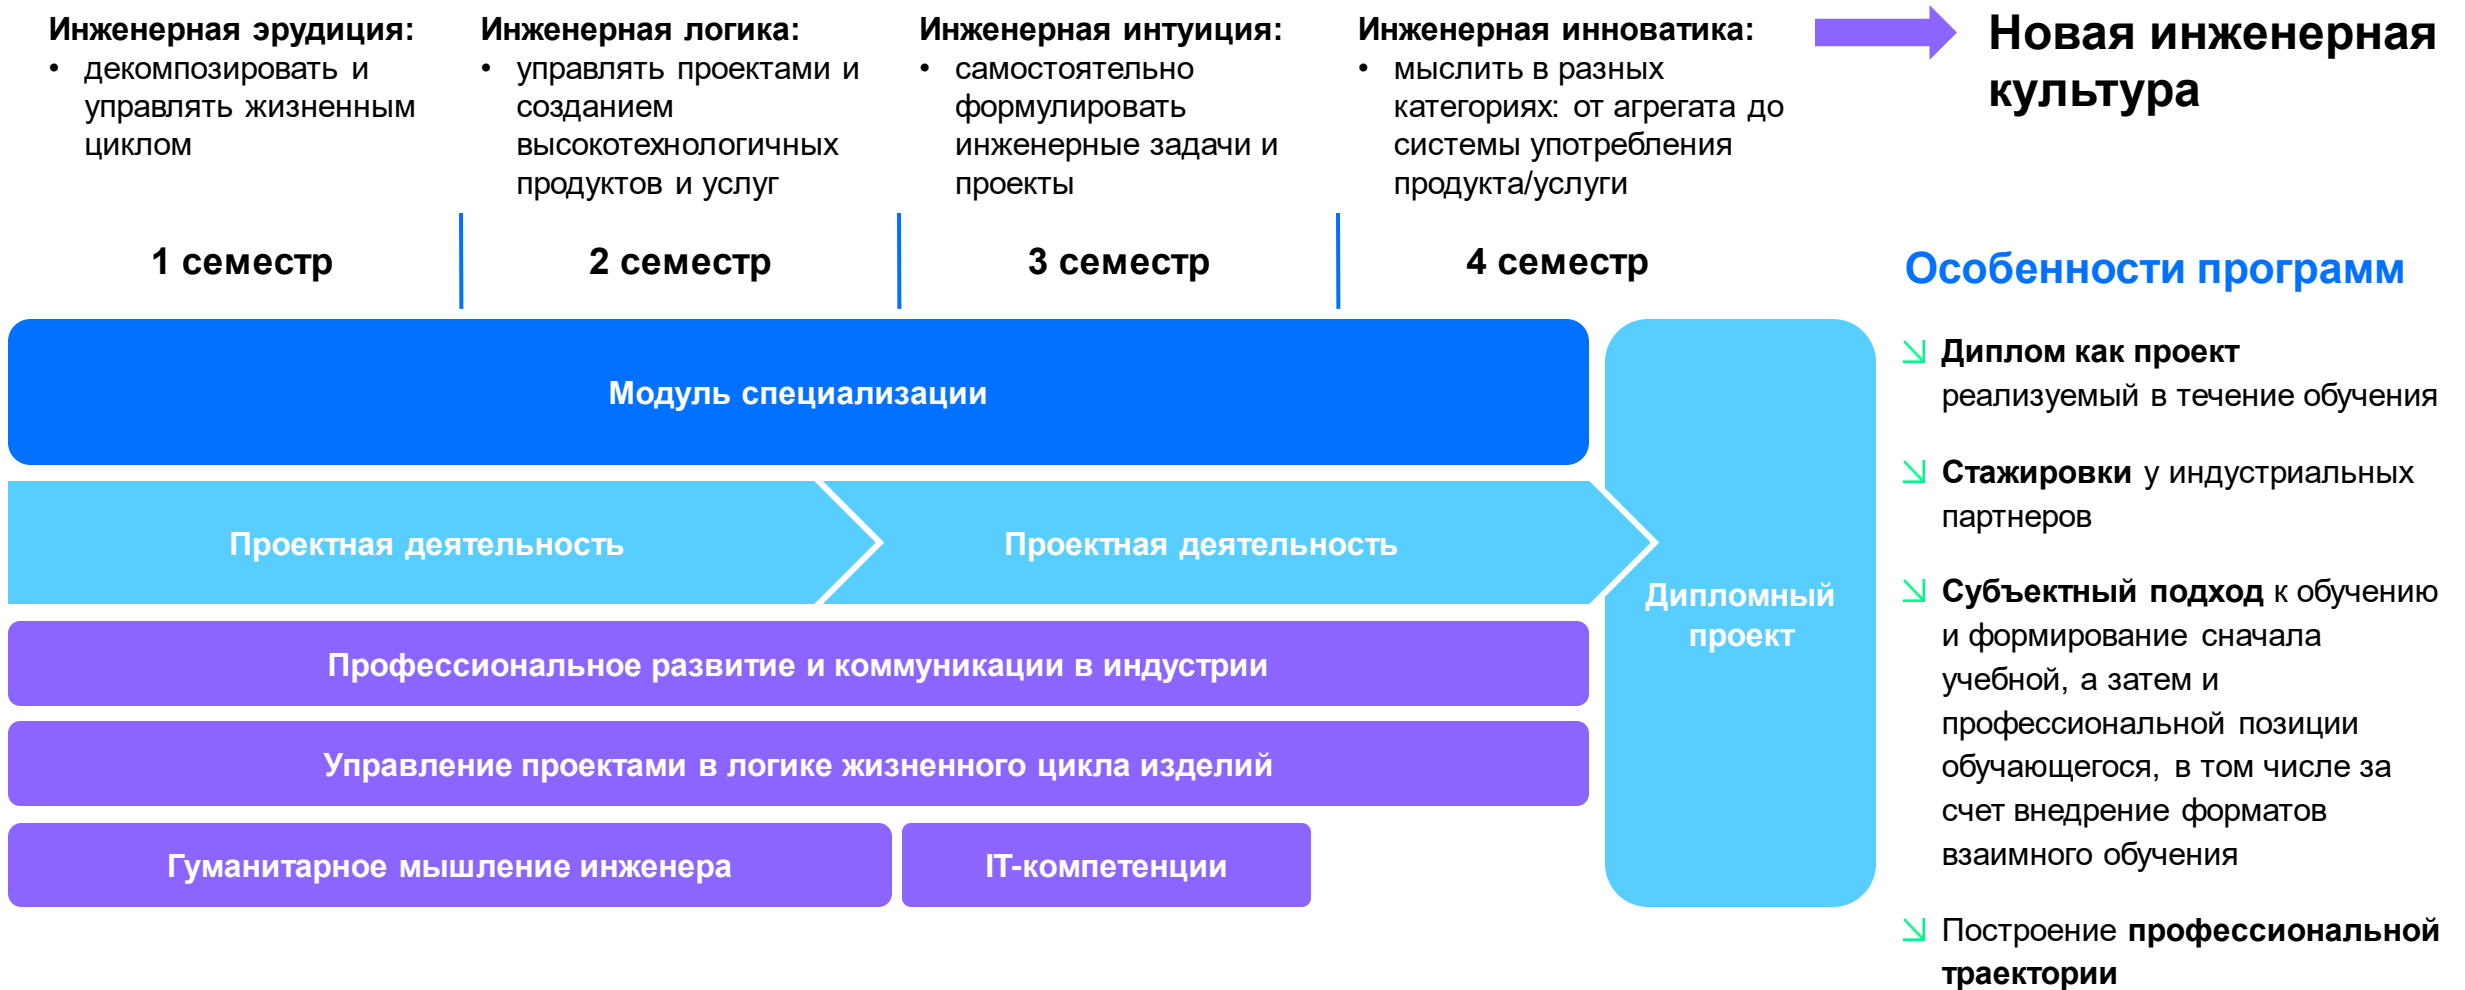 Инженерная эрудиция:
• декомпозировать и
управлять жизненным
циклом
Инженерная логика:
• управлять проектами и
созданием
высокотехнологичных
продуктов и услуг
Инженерная интуиция:
• самостоятельно
формулировать
инженерные задачи и
проекты
Инженерная инноватика:
• мыслить в разных
категориях: от агрегата до
системы употребления
продукта/услуги
Новая инженерная
культура
1 семестр
2 семестр
3 семестр
4 семестр
Модуль специализации
Проектная деятельность
Проектная деятельность
Дипломный
проект
Профессиональное развитие и коммуникации в индустрии
Управление проектами в логике жизненного цикла изделий
Гуманитарное мышление инженера
IT-компетенции
Особенности программ
Диплом как проект
реализуемый в течение обучения
Стажировки у индустриальных
партнеров
Субъектный подход к обучению
и формирование сначала
учебной, а затем и
профессиональной позиции
обучающегося, в том числе за
счет внедрение форматов
взаимного обучения
Построение профессиональной
траектории